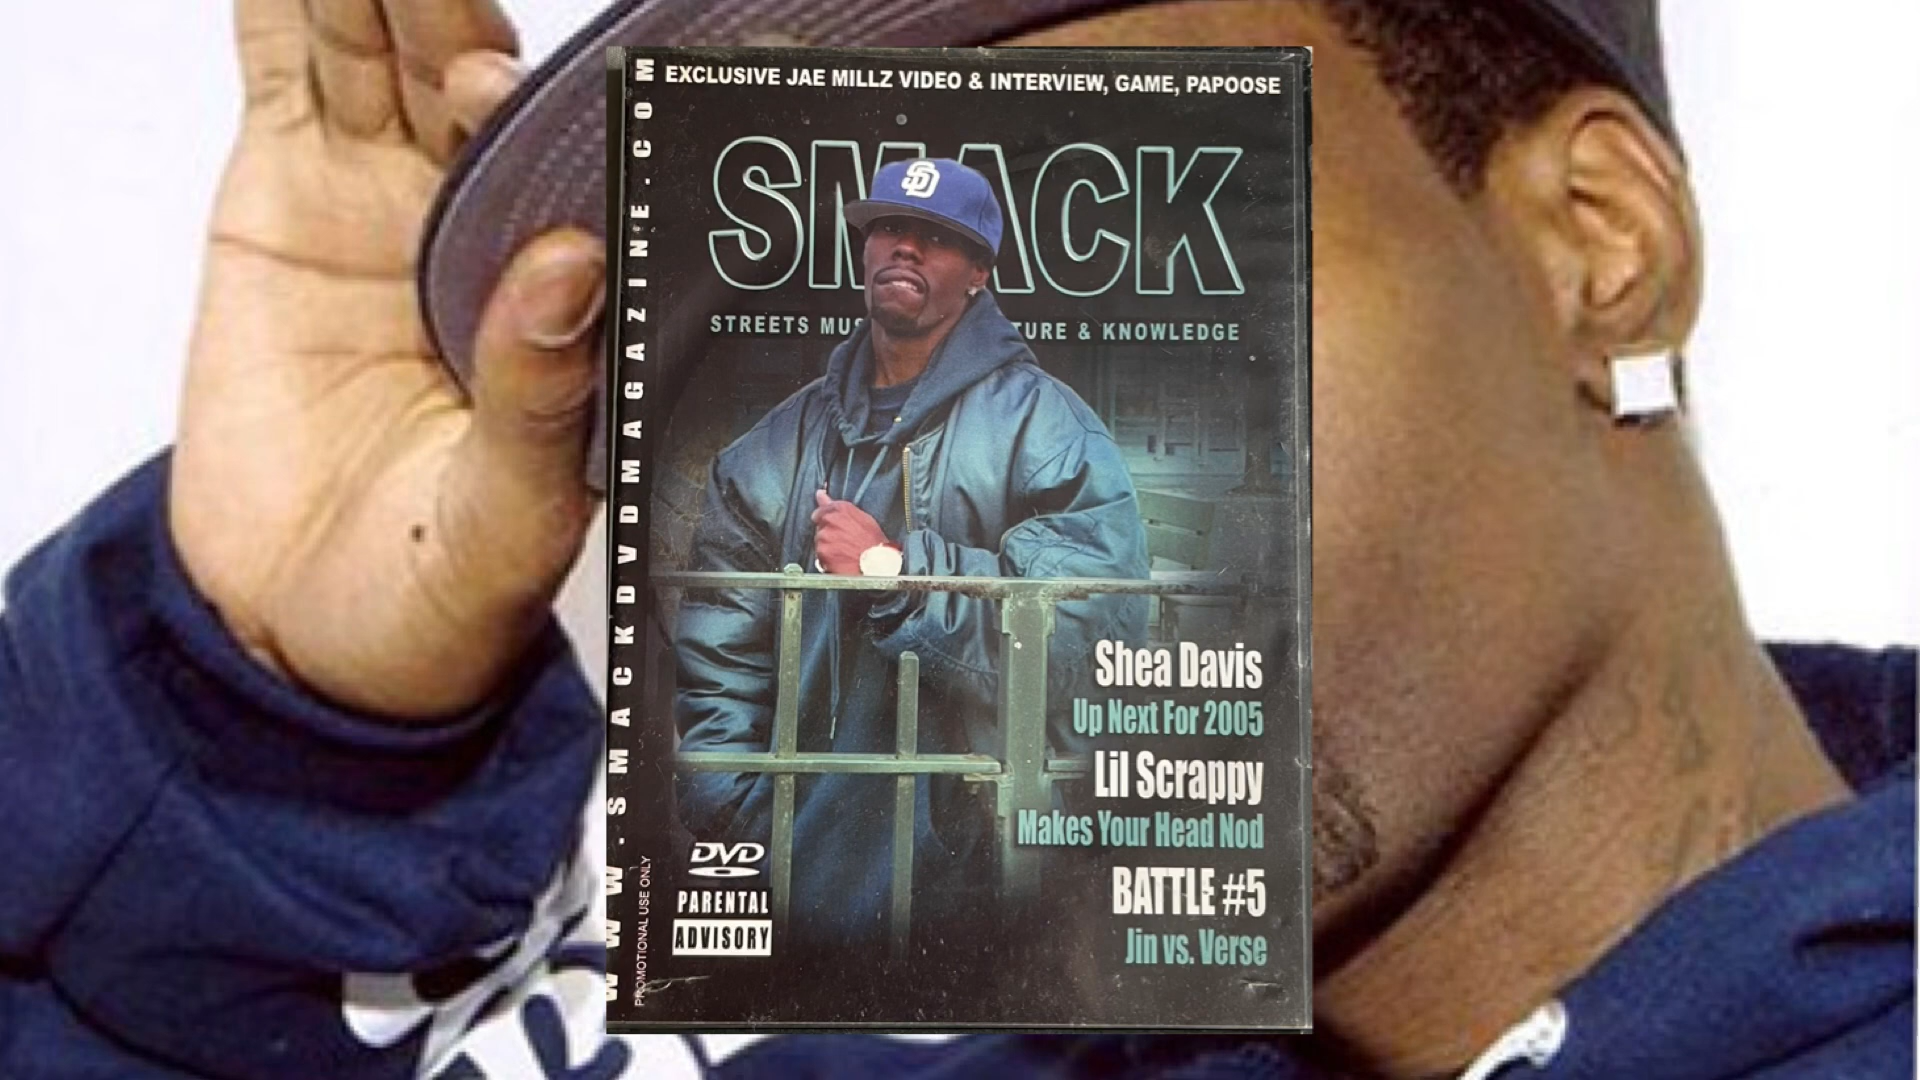 EXCLUSIVE JAE MILLZ VIDEO & INTERVIEW, GAME, PAPOOSE
WWW.SMACKDVDMAGAZINE.COM
SMACK
STREETS MUS TURE & KNOWLEDGE
SD
Shea Davis
Up Next For 2005
Lil Scrappy
Makes Your Head Nod
BATTLE #5
Jin vs. Verse
DVD
PARENTAL
ADVISORY
PROMOTIONAL USE ONLY